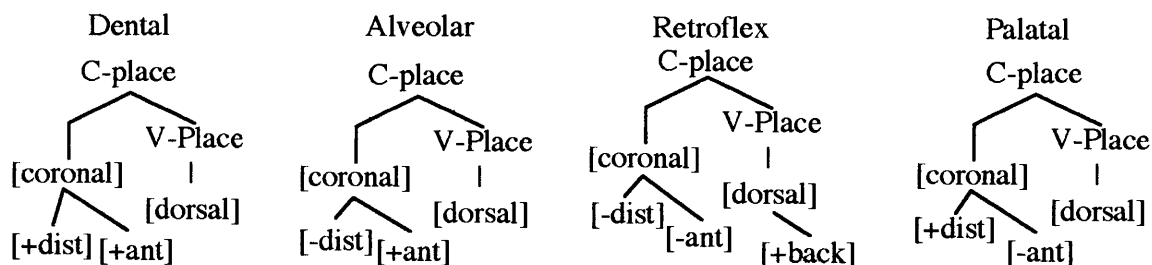 Dental Alveolar Retroflex Palatal
C-place C-place C-place C-place
V-Place V-Place V-Place V-Place
[coronal] [coronal] [coronal] [coronal]
[dorsal] [dorsal] [dorsal] [dorsal]
[+dist] [+ant] [-dist] [+ant] [-dist] [-ant] [+back] [+dist] [-ant]